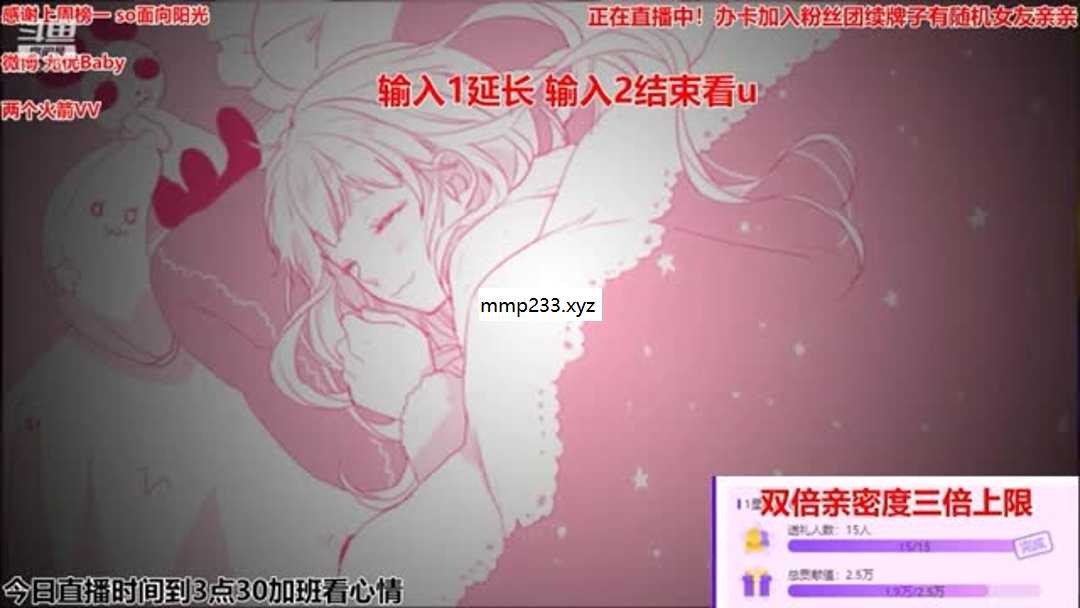 感谢上周榜一 so面向阳光
正在直播中！办卡加入粉丝团续牌子有随机女友亲亲
斗鱼
微博 尤优Baby
输入1延长 输入2结束看u
两个火箭VV
mmp233.xyz
双倍亲密度三倍上限
送礼人数：15人
15/15
完成
总贡献值：2.5万
1.9万/2.5万
今日直播时间到3点30加班看心情